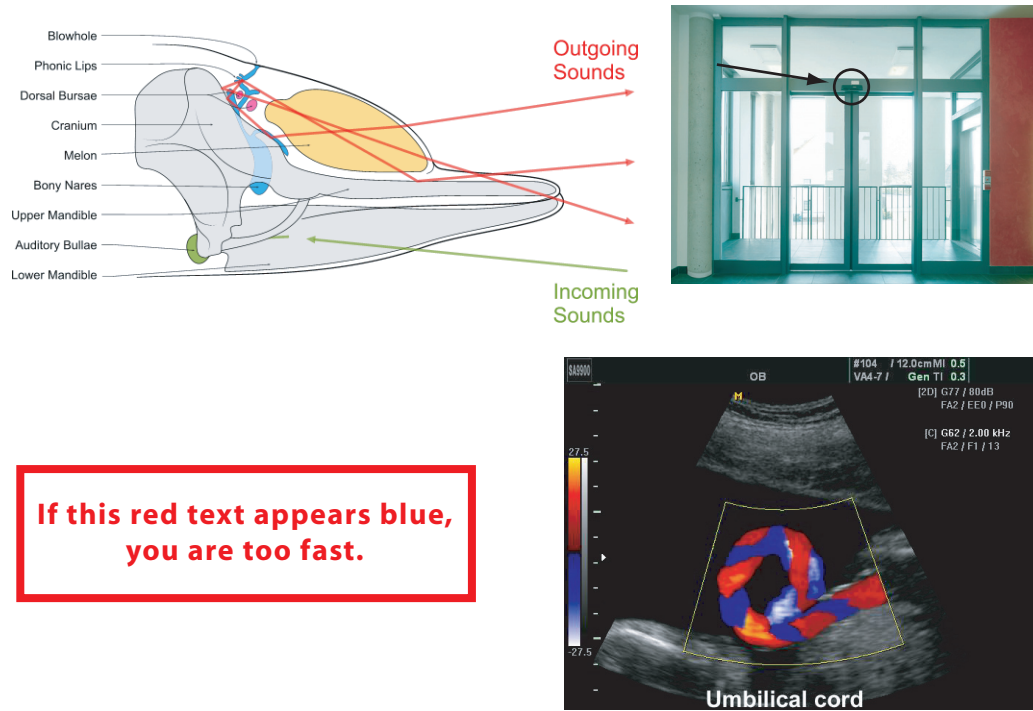 Blowhole
Phonic Lips
Dorsal Bursae
Cranium
Melon
Bony Nares
Upper Mandible
Auditory Bullae
Lower Mandible
Outgoing
Sounds
Incoming
Sounds
If this red text appears blue,
you are too fast.
SA9900
OB
#104 / 12.0cm MI 0.5
VA4-7 / Gen TI 0.3
[2D] G77 / 80dB
FA2 / EE0 / P90
[C] G62 / 2.00 kHz
FA2 / F1 / 13
M
27.5
-27.5
Umbilical cord